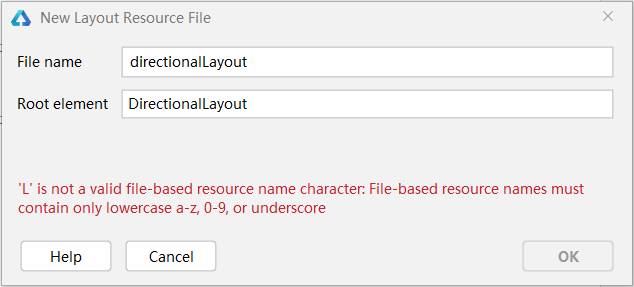 New Layout Resource File
File name directionalLayout
Root element DirectionalLayout
'L' is not a valid file-based resource name character: File-based resource names must
contain only lowercase a-z, 0-9, or underscore
Help Cancel OK